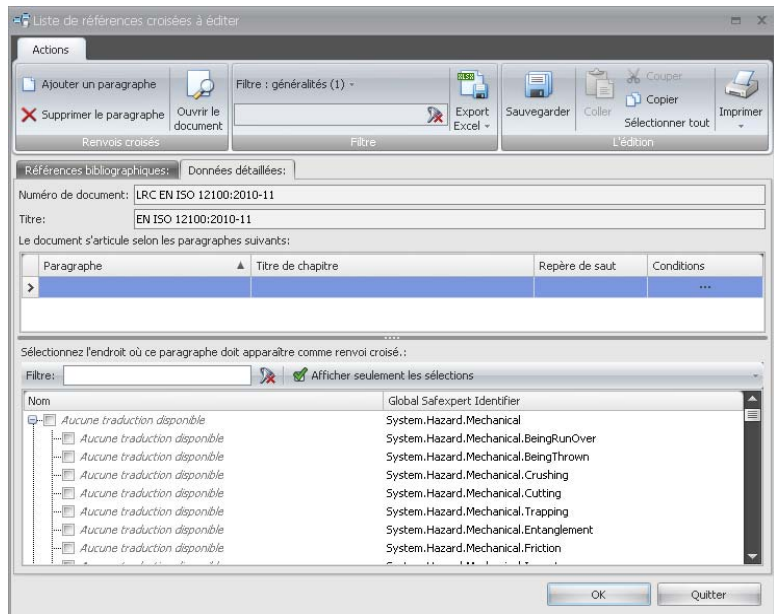 Liste de références croisées à éditer
Actions
Ajouter un paragraphe
Supprimer le paragraphe
Ouvrir le
document
Renvois croisés
Filtre : généralités (1)
Export
Excel
Filtre
Sauvegarder
Coller
Couper
Copier
Sélectionner tout
Imprimer
L'édition
Références bibliographiques: Données détaillées:
Numéro de document: LRC EN ISO 12100:2010-11
Titre: EN ISO 12100:2010-11
Le document s'articule selon les paragraphes suivants:
Paragraphe Titre de chapitre Repère de saut Conditions
...
Sélectionnez l'endroit où ce paragraphe doit apparaître comme renvoi croisé.:
Filtre: Afficher seulement les sélections
Nom Global Safexpert Identifier
Aucune traduction disponible System.Hazard.Mechanical
Aucune traduction disponible System.Hazard.Mechanical.BeingRunOver
Aucune traduction disponible System.Hazard.Mechanical.BeingThrown
Aucune traduction disponible System.Hazard.Mechanical.Crushing
Aucune traduction disponible System.Hazard.Mechanical.Cutting
Aucune traduction disponible System.Hazard.Mechanical.Trapping
Aucune traduction disponible System.Hazard.Mechanical.Entanglement
Aucune traduction disponible System.Hazard.Mechanical.Friction
OK Quitter